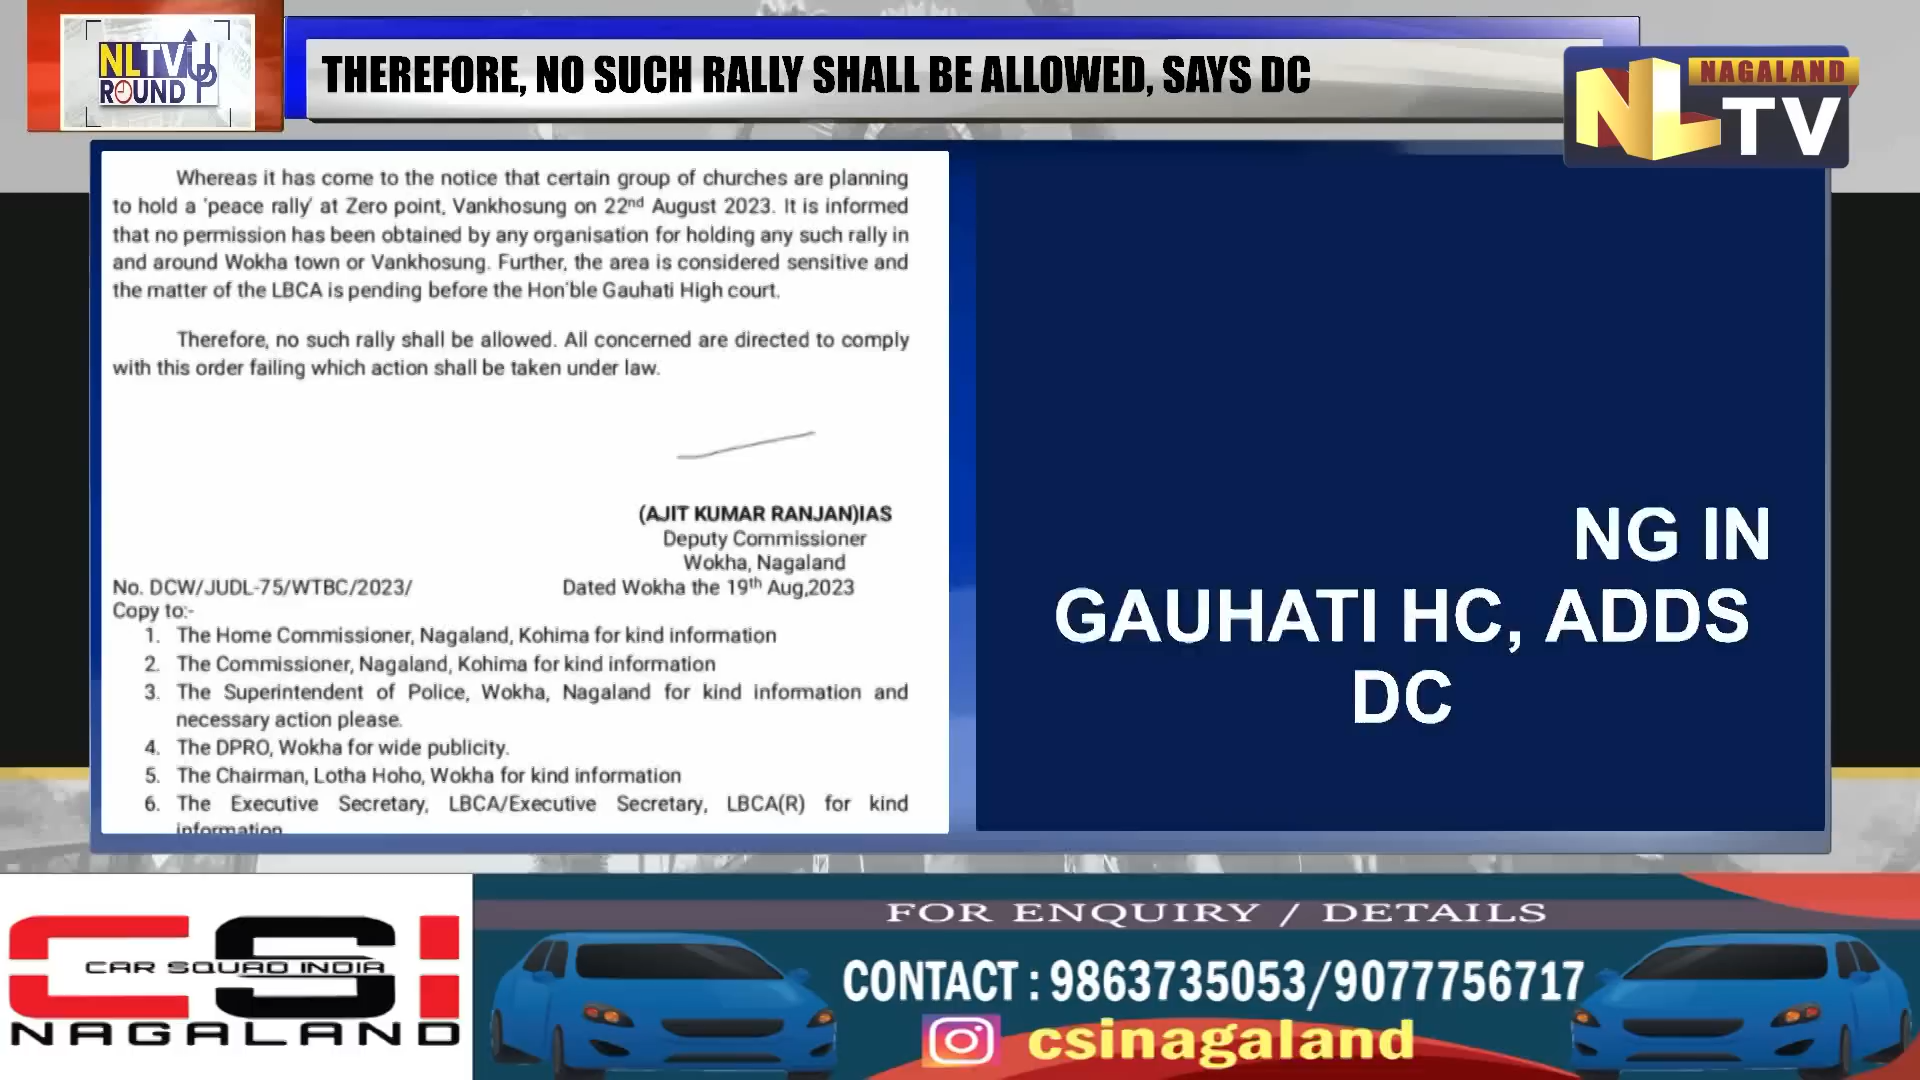 NLTV UP
ROUND
THEREFORE, NO SUCH RALLY SHALL BE ALLOWED, SAYS DC
NAGALAND
NL TV
Whereas it has come to the notice that certain group of churches are planning
to hold a 'peace rally' at Zero point, Vankhosung on 22nd August 2023. It is informed
that no permission has been obtained by any organisation for holding any such rally in
and around Wokha town or Vankhosung. Further, the area is considered sensitive and
the matter of the LBCA is pending before the Hon'ble Gauhati High court.
Therefore, no such rally shall be allowed. All concerned are directed to comply
with this order failing which action shall be taken under law.
(AJIT KUMAR RANJAN)IAS
Deputy Commissioner
Wokha, Nagaland
No. DCW/JUDL-75/WTBC/2023/ Dated Wokha the 19th Aug,2023
Copy to:-
1. The Home Commissioner, Nagaland, Kohima for kind information
2. The Commissioner, Nagaland, Kohima for kind information
3. The Superintendent of Police, Wokha, Nagaland for kind information and
necessary action please.
4. The DPRO, Wokha for wide publicity.
5. The Chairman, Lotha Hoho, Wokha for kind information
6. The Executive Secretary, LBCA/Executive Secretary, LBCA(R) for kind
information
NG IN
GAUHATI HC, ADDS
DC
CSI
CAR SQUAD INDIA
NAGALAND
FOR ENQUIRY / DETAILS
CONTACT : 9863735053/9077756717
csinagaland